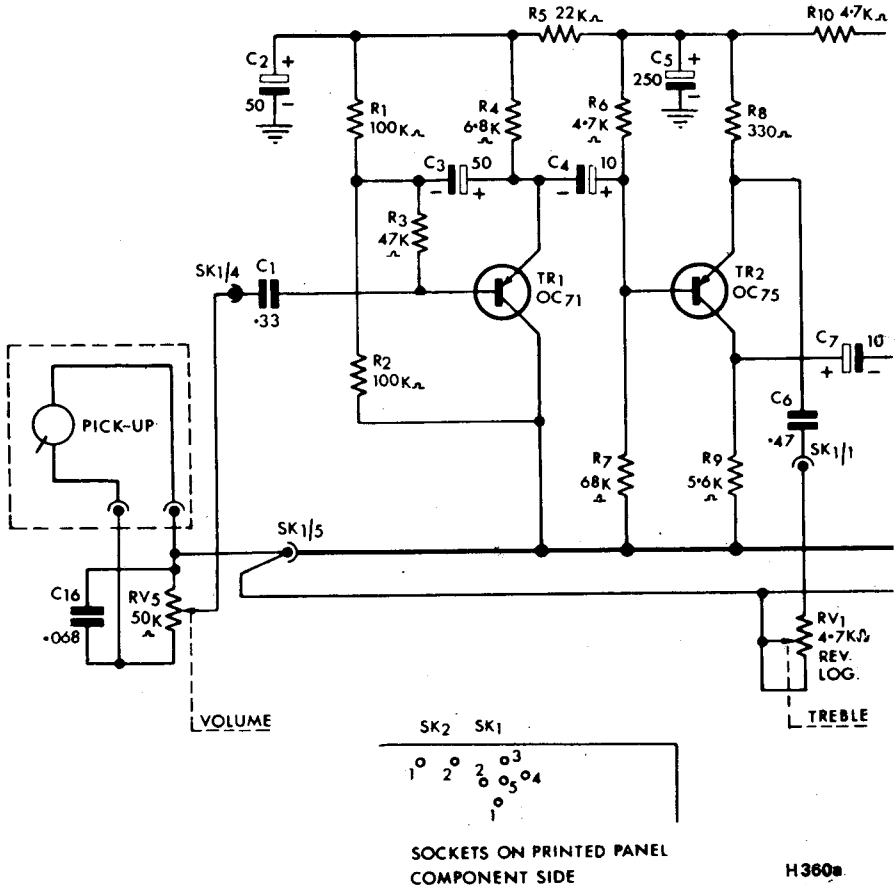 R5 22KΩ
R10 4·7KΩ
C2 +
50 -
R1
100KΩ
R4
6·8K
Ω
R6
4·7K
Ω
C5 +
250 -
R8
330Ω
C3 50
- +
C4 10
- +
R3
47K
Ω
SK1/4
C1
·33
TR1
OC71
TR2
OC75
R2
100KΩ
C7 10
+ -
PICK-UP
C6
·47
SK1/1
R7
68K
Ω
R9
5·6K
Ω
SK1/5
C16
·068
RV5
50K
Ω
RV1
4·7KΩ
REV.
LOG.
VOLUME
TREBLE
SK2 SK1
1 2 2 3
5 4
1
SOCKETS ON PRINTED PANEL
COMPONENT SIDE
H360a